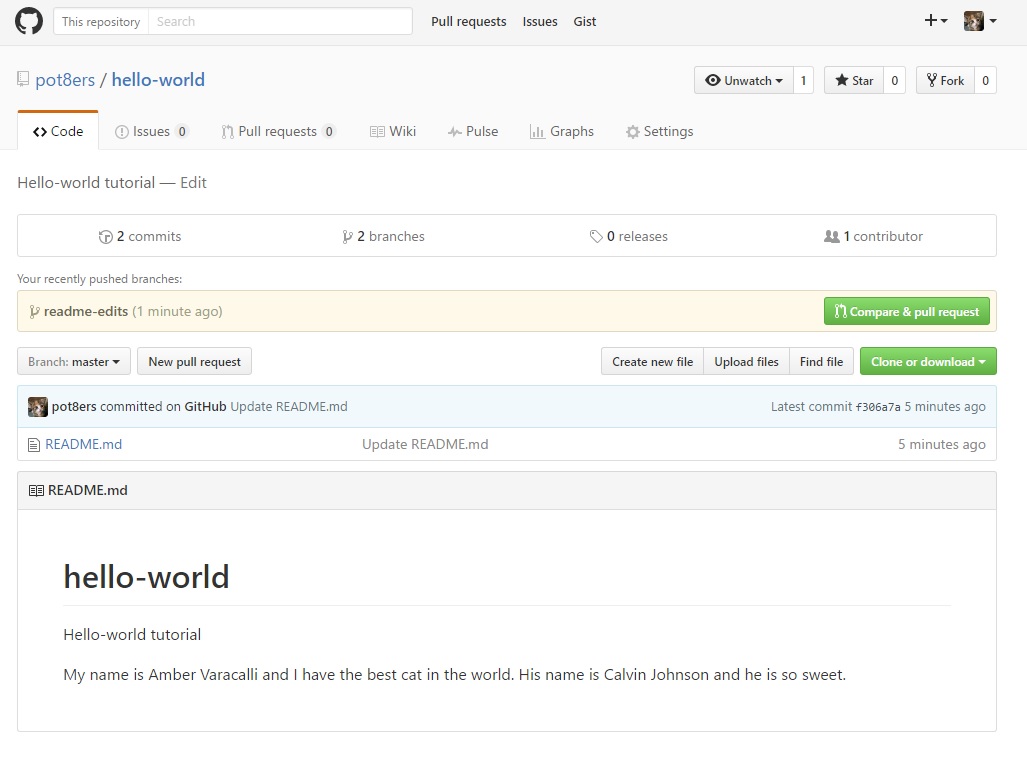 This repository Search Pull requests Issues Gist
pot8ers / hello-world Unwatch 1 Star 0 Fork 0
Code Issues 0 Pull requests 0 Wiki Pulse Graphs Settings
Hello-world tutorial — Edit
2 commits 2 branches 0 releases 1 contributor
Your recently pushed branches:
readme-edits (1 minute ago) Compare & pull request
Branch: master New pull request Create new file Upload files Find file Clone or download
pot8ers committed on GitHub Update README.md Latest commit f306a7a 5 minutes ago
README.md Update README.md 5 minutes ago
README.md
hello-world
Hello-world tutorial
My name is Amber Varacalli and I have the best cat in the world. His name is Calvin Johnson and he is so sweet.